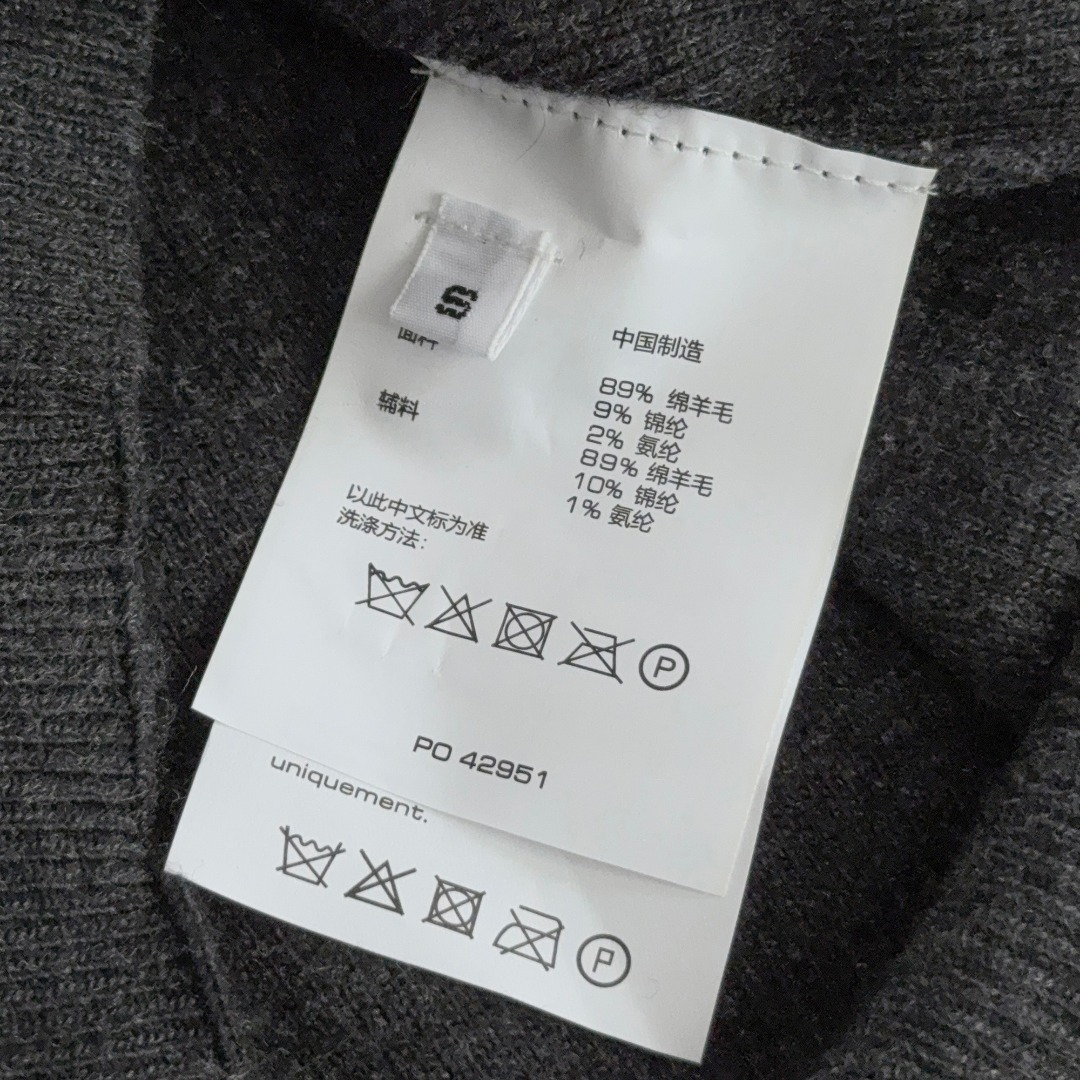 S
面料
中国制造
89% 绵羊毛
9% 锦纶
2% 氨纶
辅料
89% 绵羊毛
10% 锦纶
1% 氨纶
以此中文标为准
洗涤方法:
P
PO 42951
uniquement.
P